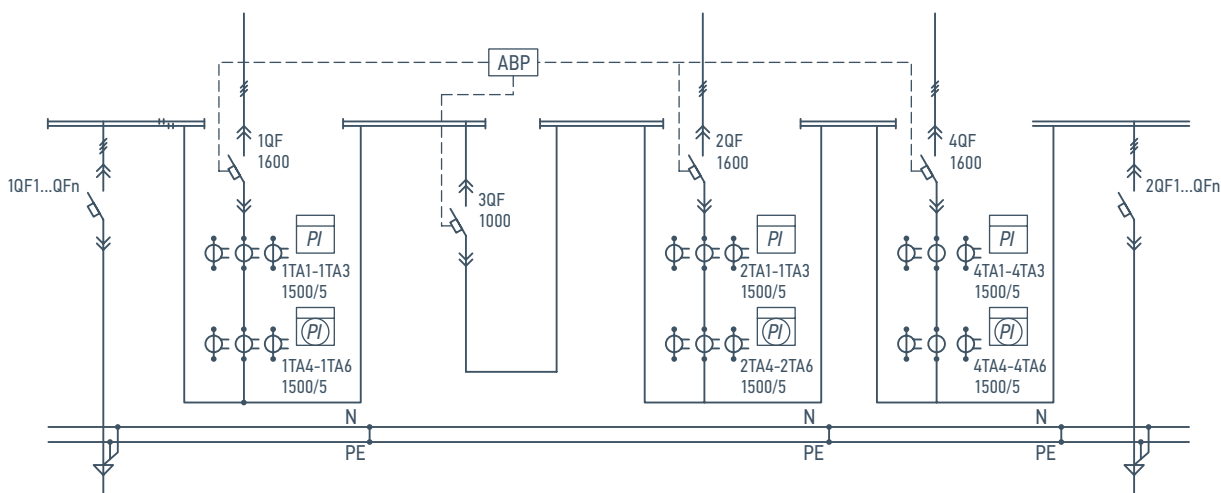 АВР
1QF
1600
2QF
1600
4QF
1600
1QF1...QFn
3QF
1000
2QF1...QFn
PI
1TA1-1TA3
1500/5
PI
2TA1-1TA3
1500/5
PI
4TA1-4TA3
1500/5
PI
1TA4-1TA6
1500/5
PI
2TA4-2TA6
1500/5
PI
4TA4-4TA6
1500/5
N
N
N
PE
PE
PE